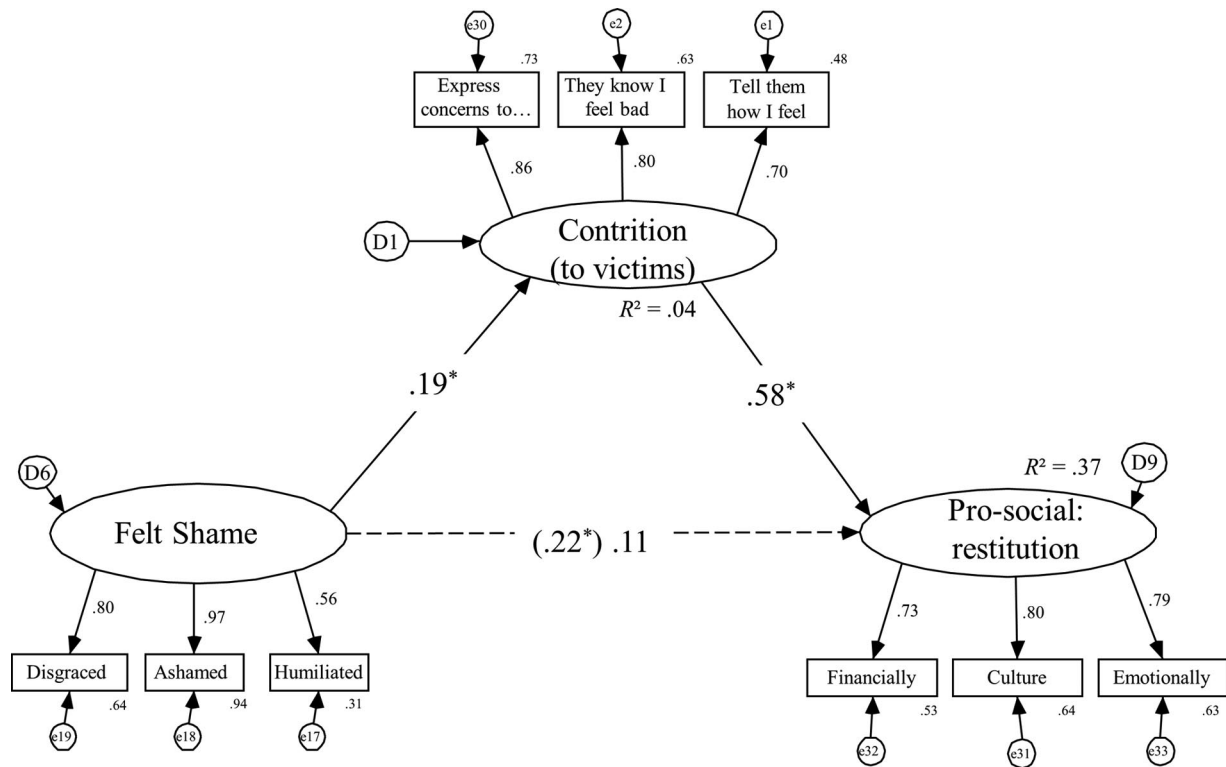 e30
e2
e1
.73
.63
.48
Express
concerns to…
They know I
feel bad
Tell them
how I feel
.86
.80
.70
D1
Contrition
(to victims)
R² = .04
.19*
.58*
D6
R² = .37
D9
Felt Shame
(.22*) .11
Pro-social:
restitution
.80
.97
.56
.73
.80
.79
Disgraced
Ashamed
Humiliated
Financially
Culture
Emotionally
.64
.94
.31
.53
.64
.63
e19
e18
e17
e32
e31
e33